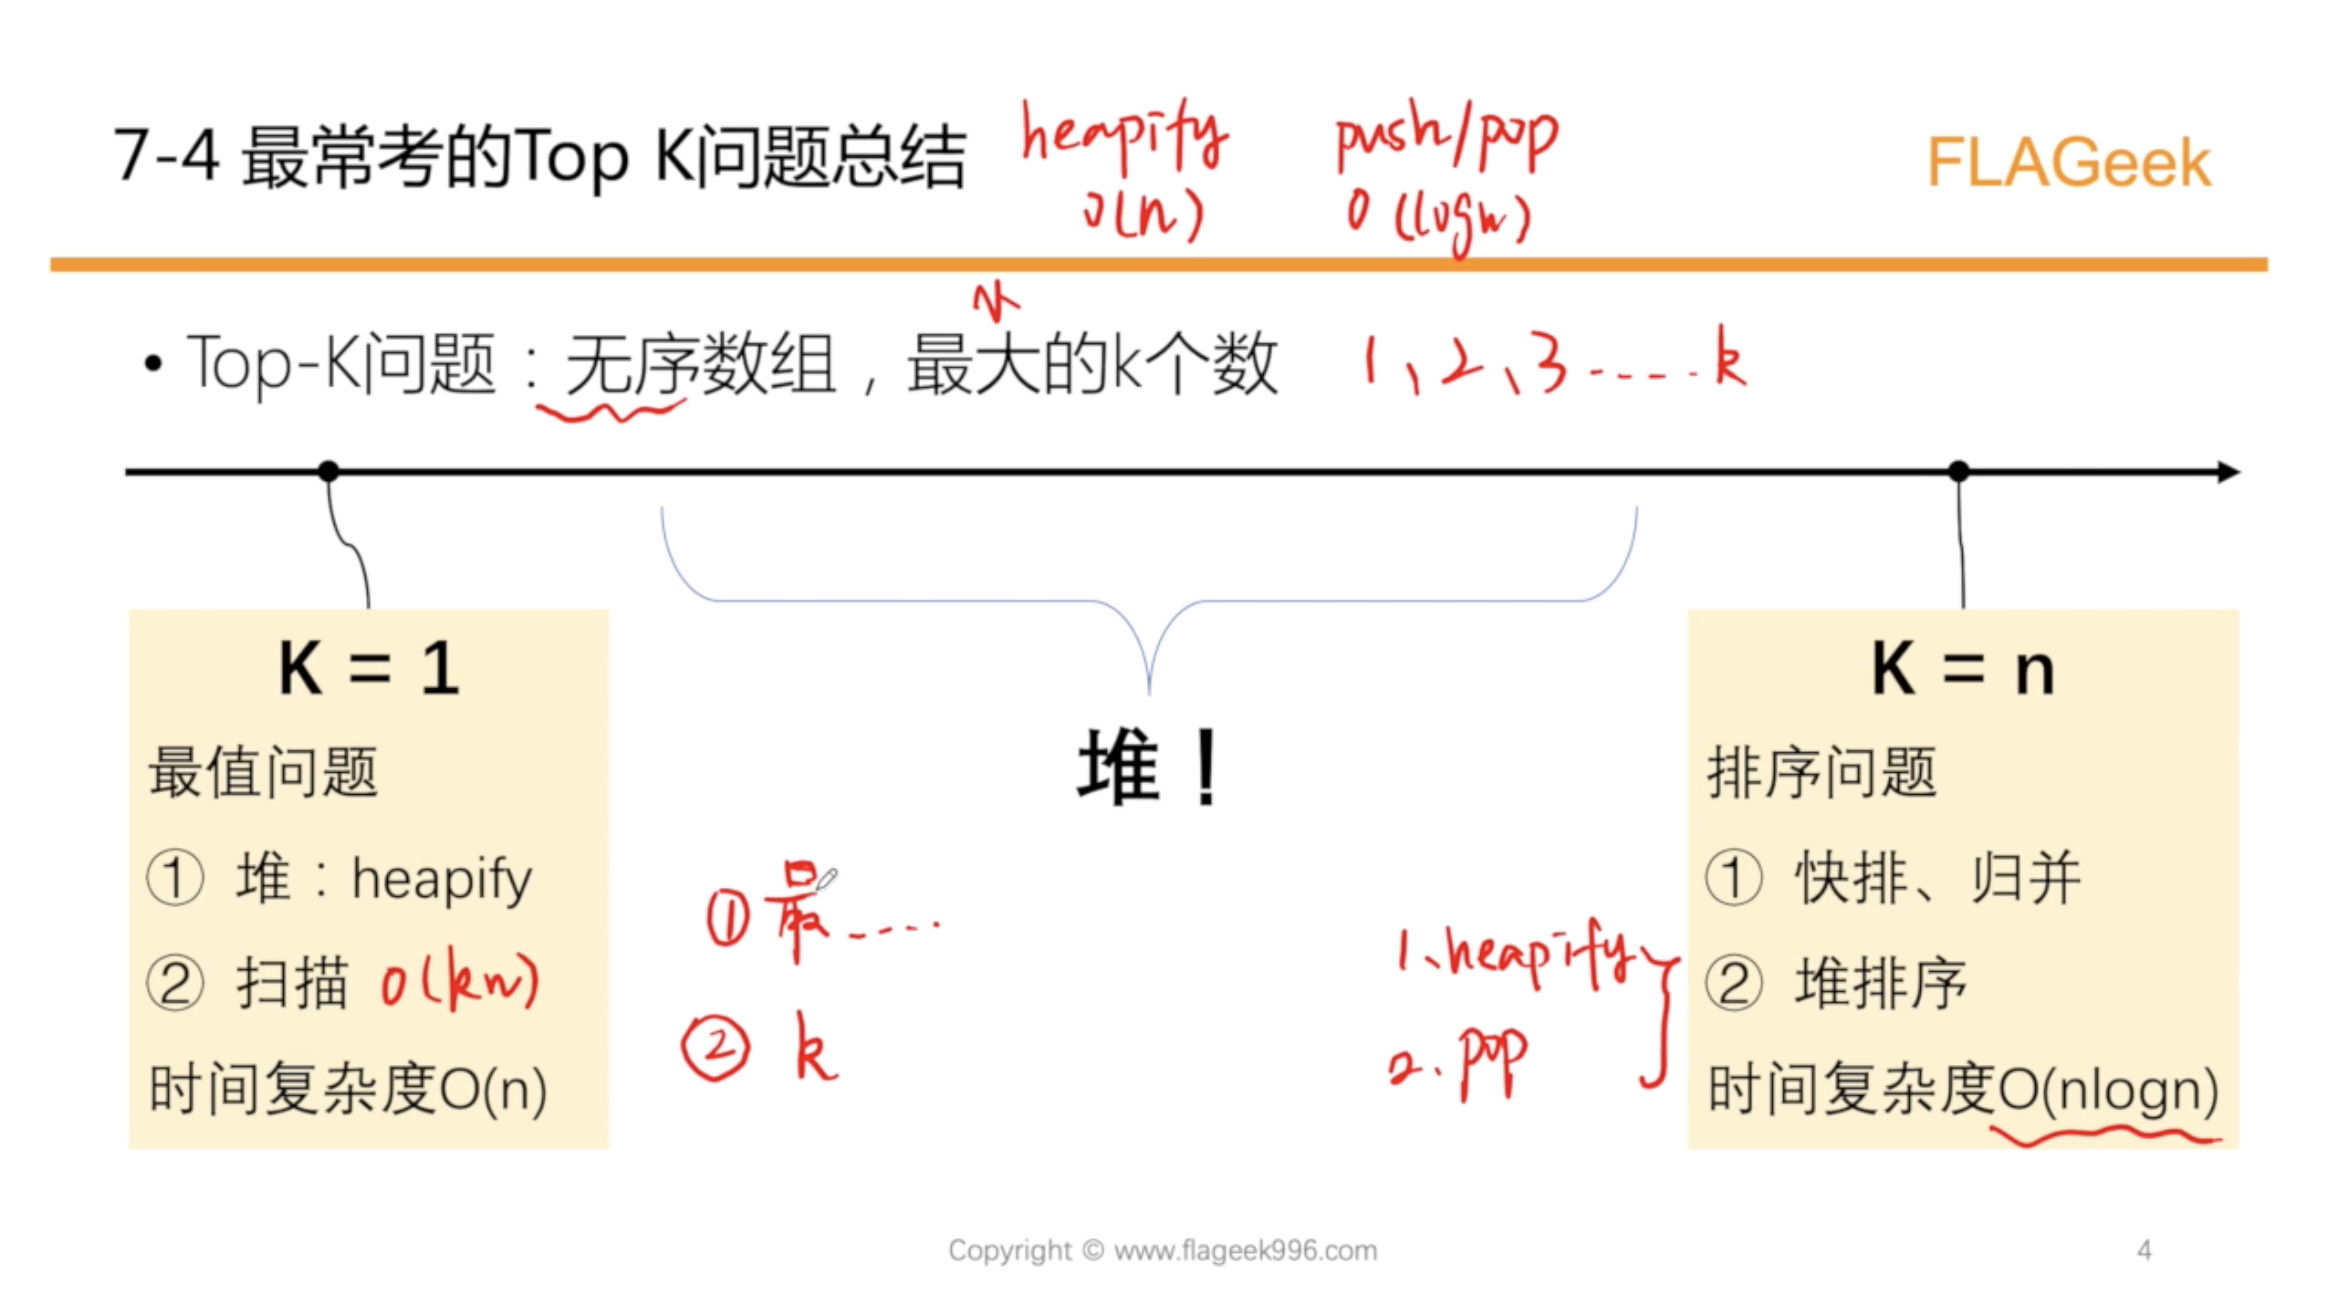 7-4 最常考的Top K问题总结
heapify push/pop
FLAGeek
O(n) O(logn)
小
• Top-K问题：无序数组，最大的k个数 1、2、3-----k
K = 1
最值问题
① 堆：heapify
② 扫描 O(kn)
时间复杂度O(n)
堆！
① 最----
② k
1、heapify
2. pop
K = n
排序问题
① 快排、归并
② 堆排序
时间复杂度O(nlogn)
Copyright © www.flageek996.com
4